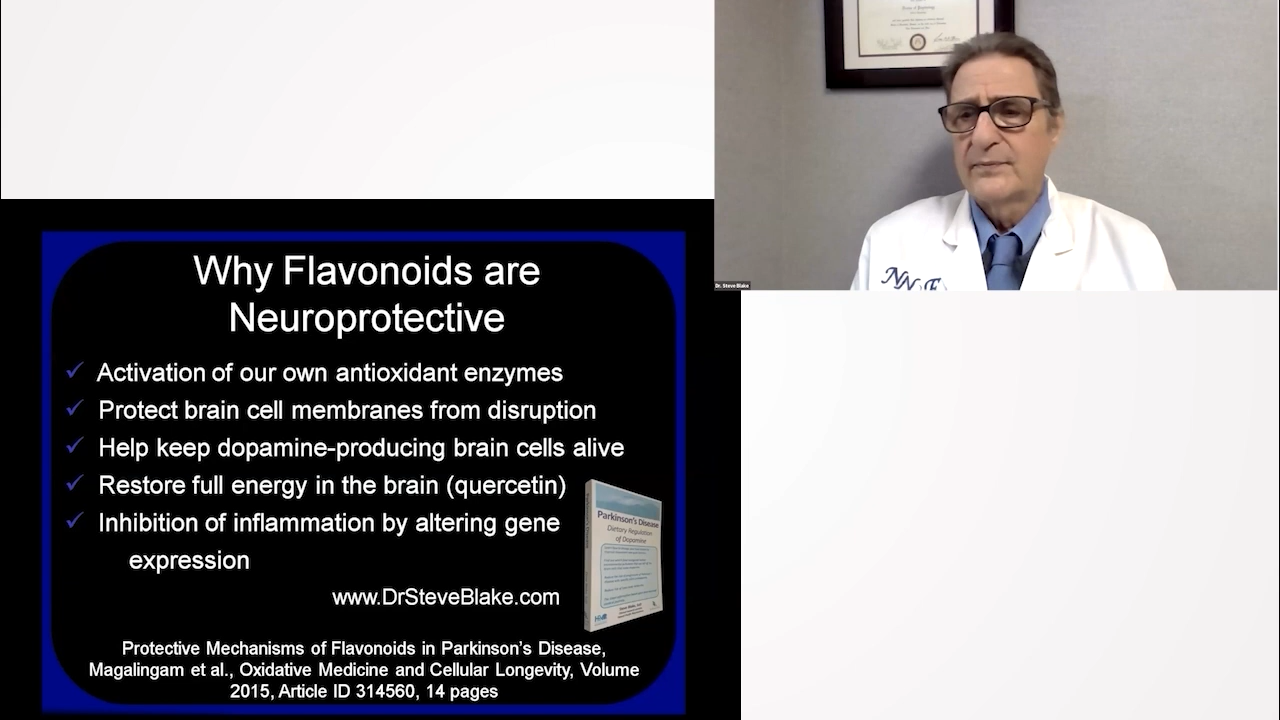 Why Flavonoids are
Neuroprotective
✓ Activation of our own antioxidant enzymes
✓ Protect brain cell membranes from disruption
✓ Help keep dopamine-producing brain cells alive
✓ Restore full energy in the brain (quercetin)
✓ Inhibition of inflammation by altering gene
expression
www.DrSteveBlake.com
Parkinson's Disease
Dietary Regulation
of Dopamine
Protective Mechanisms of Flavonoids in Parkinson's Disease,
Magalingam et al., Oxidative Medicine and Cellular Longevity, Volume
2015, Article ID 314560, 14 pages
Dr. Steve Blake
NNF